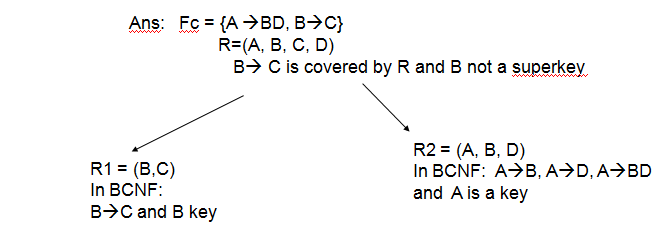 Ans: Fc = {A →BD, B→C}
R=(A, B, C, D)
B→ C is covered by R and B not a superkey
R1 = (B,C)
In BCNF:
B→C and B key
R2 = (A, B, D)
In BCNF: A→B, A→D, A→BD
and A is a key